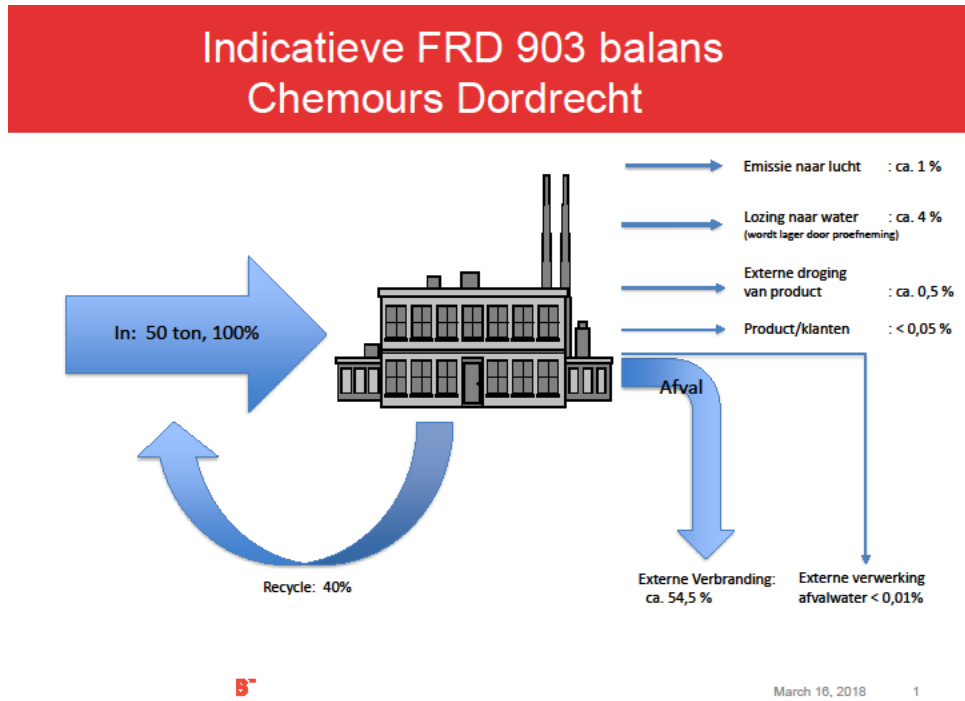 Indicatieve FRD 903 balans
Chemours Dordrecht
Emissie naar lucht : ca. 1 %
Lozing naar water : ca. 4 %
(wordt lager door proefneming)
Externe droging
van product : ca. 0,5 %
Product/klanten : < 0,05 %
In: 50 ton, 100%
Afval
Recycle: 40%
Externe Verbranding:
ca. 54,5 %
Externe verwerking
afvalwater < 0,01%
March 16, 2018 1